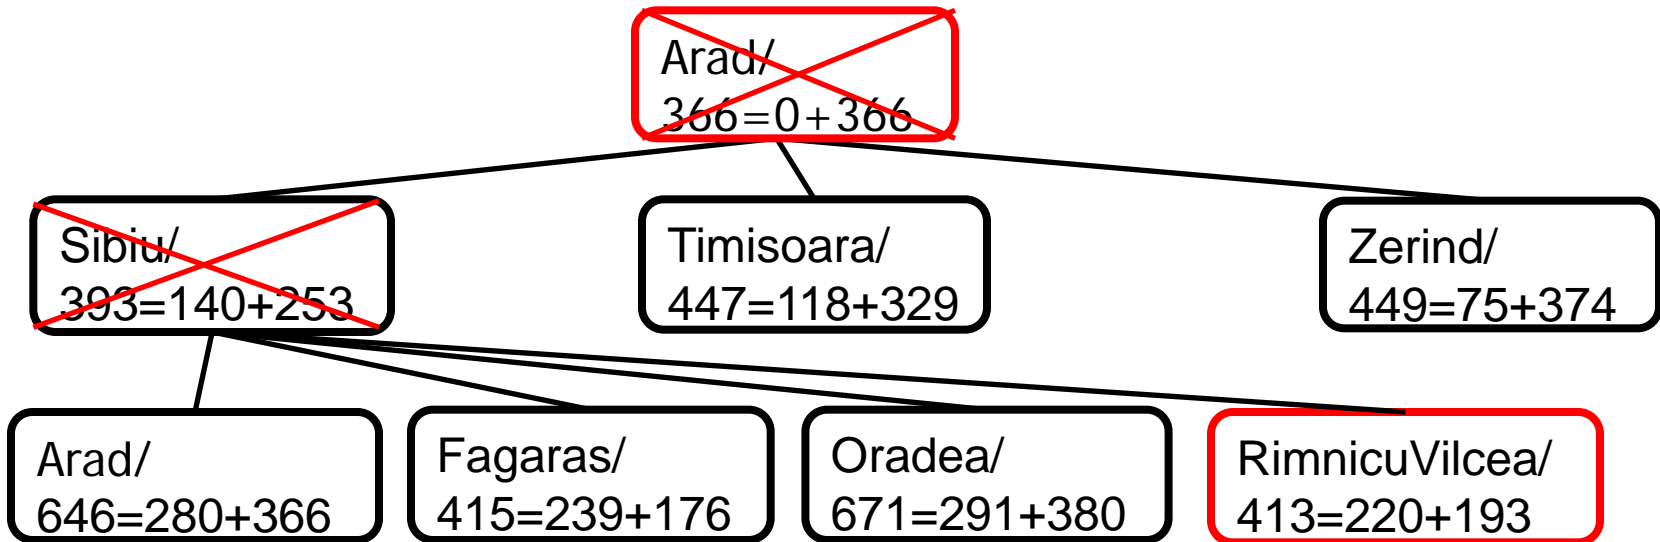 Arad/
366=0+366
Sibiu/
393=140+253
Timisoara/
447=118+329
Zerind/
449=75+374
Arad/
646=280+366
Fagaras/
415=239+176
Oradea/
671=291+380
RimnicuVilcea/
413=220+193